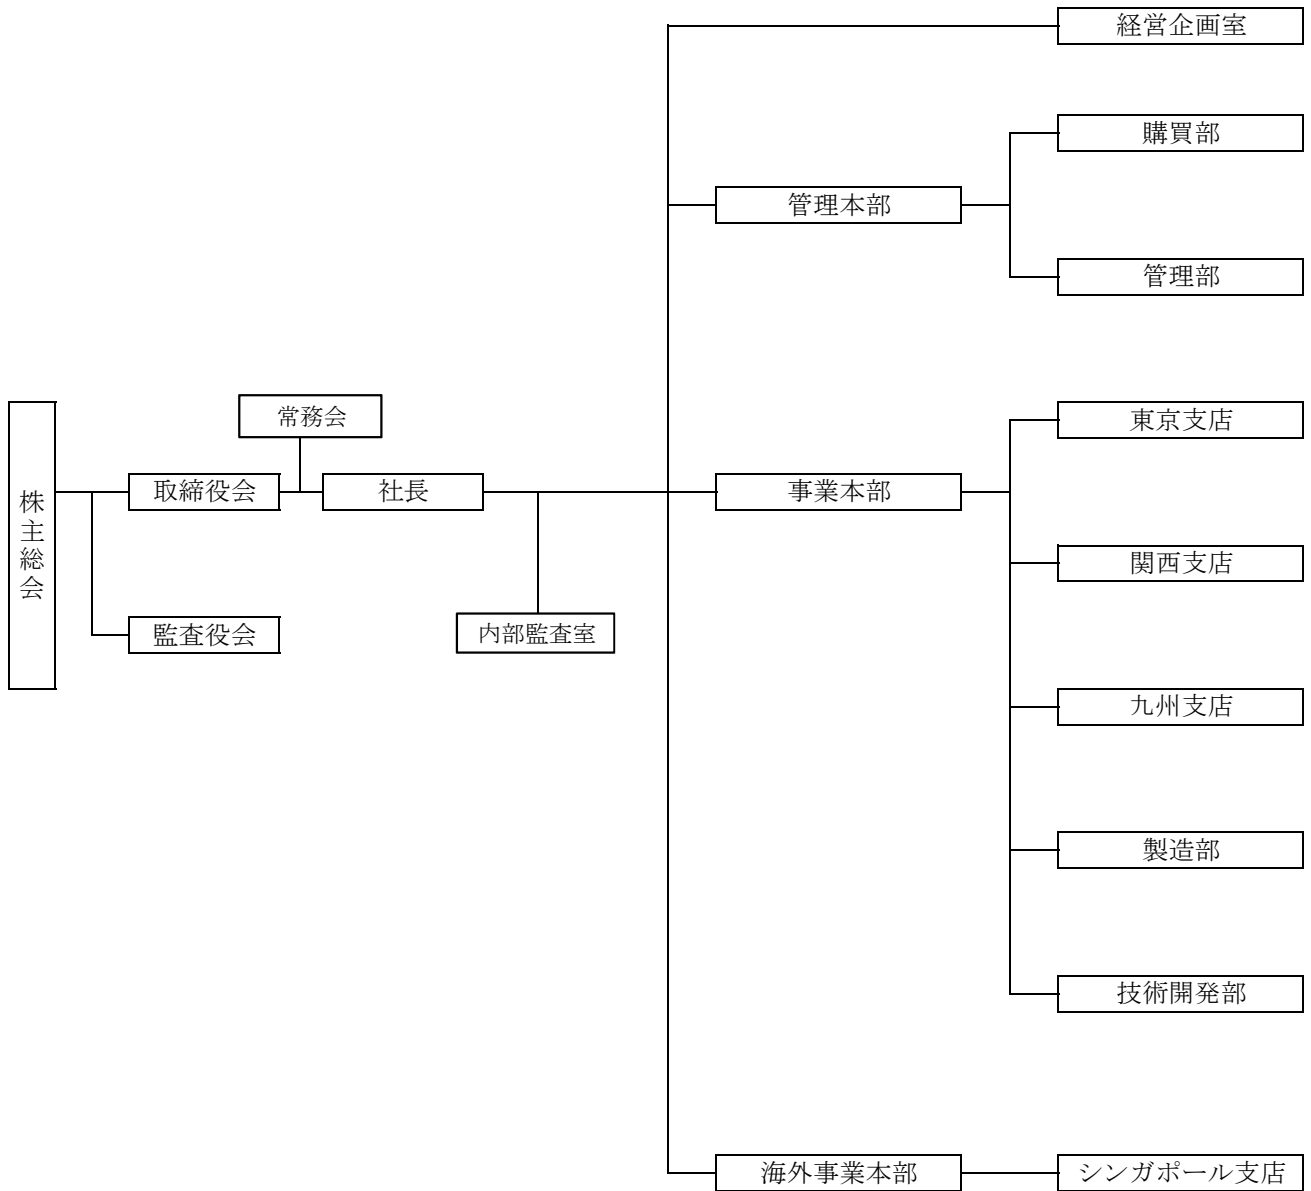 経営企画室
購買部
管理本部
管理部
常務会
東京支店
株主総会
取締役会
社長
事業本部
関西支店
監査役会
内部監査室
九州支店
製造部
技術開発部
海外事業本部
シンガポール支店